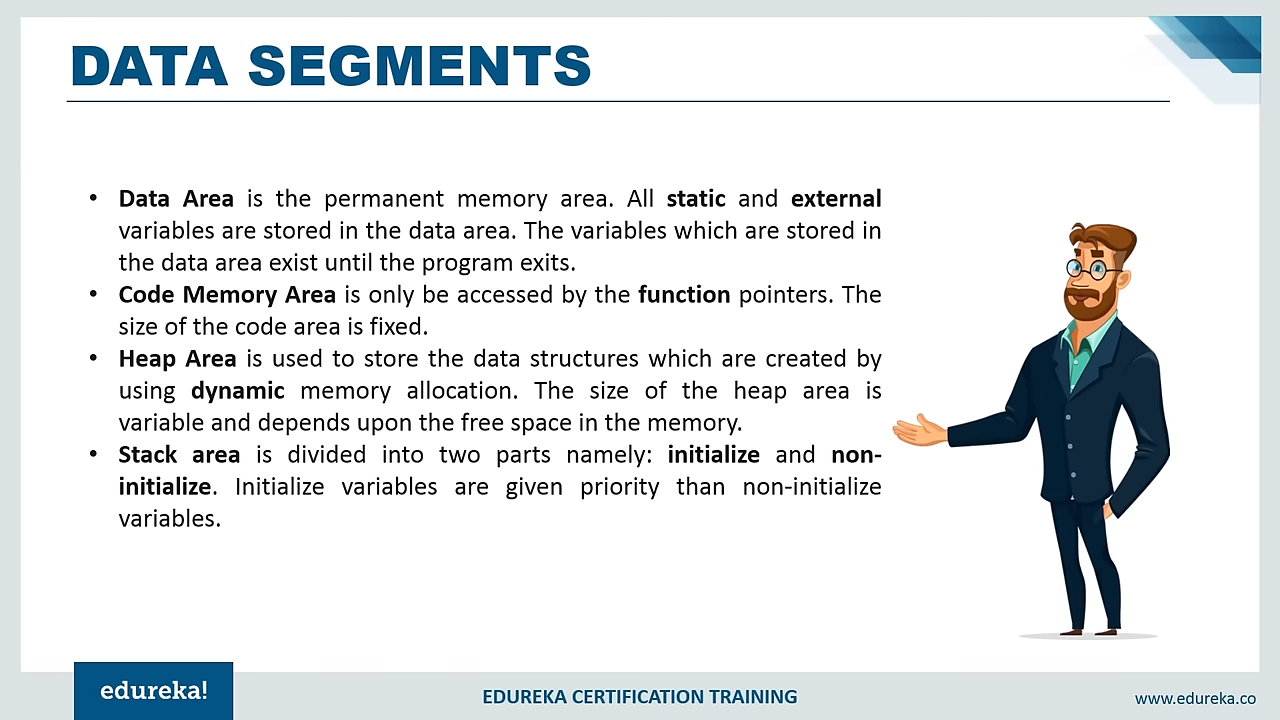 DATA SEGMENTS
• Data Area is the permanent memory area. All static and external
variables are stored in the data area. The variables which are stored in
the data area exist until the program exits.
• Code Memory Area is only be accessed by the function pointers. The
size of the code area is fixed.
• Heap Area is used to store the data structures which are created by
using dynamic memory allocation. The size of the heap area is
variable and depends upon the free space in the memory.
• Stack area is divided into two parts namely: initialize and non-
initialize. Initialize variables are given priority than non-initialize
variables.
edureka!
EDUREKA CERTIFICATION TRAINING
www.edureka.co